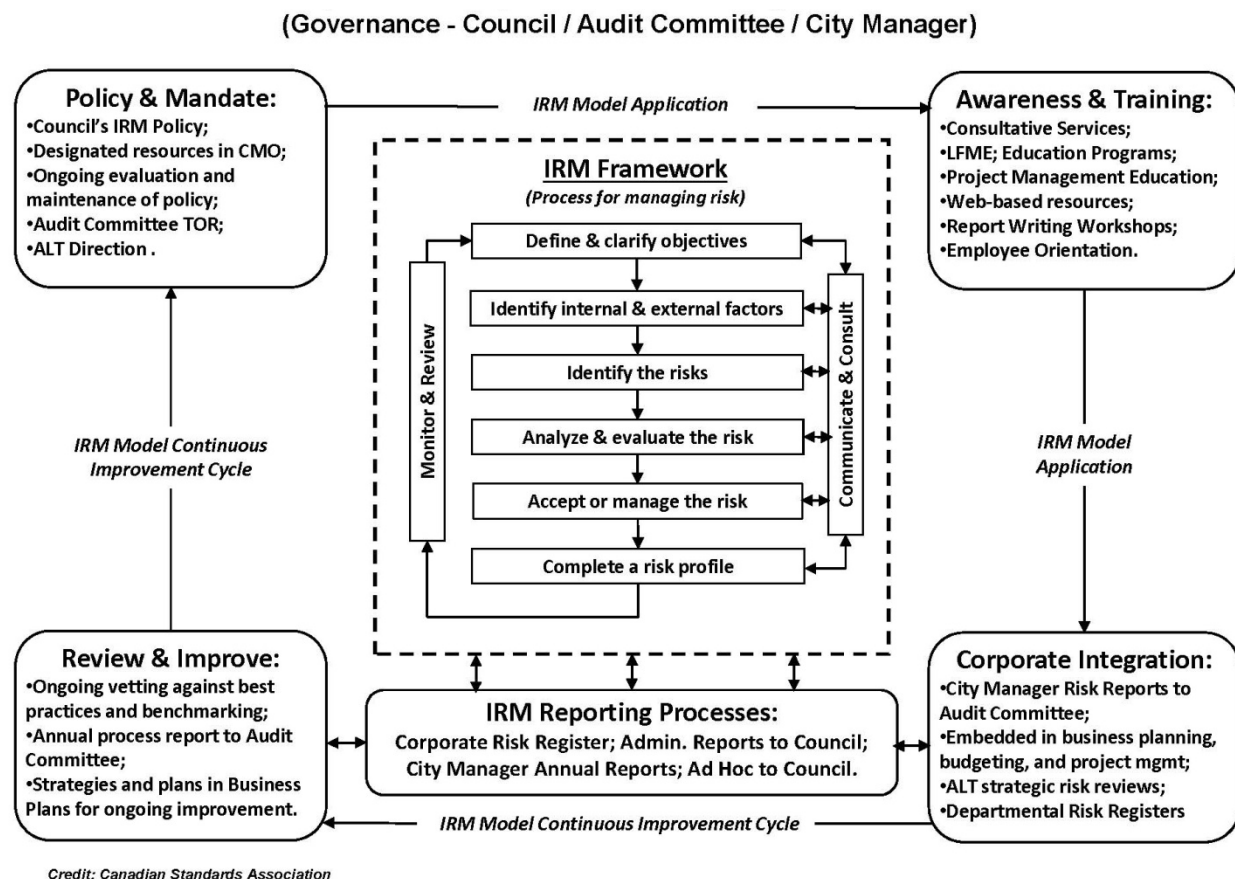 (Governance - Council / Audit Committee / City Manager)
Policy & Mandate:
•Council's IRM Policy;
•Designated resources in CMO;
•Ongoing evaluation and
maintenance of policy;
•Audit Committee TOR;
•ALT Direction .
IRM Model Application
Awareness & Training:
•Consultative Services;
•LFME; Education Programs;
•Project Management Education;
•Web-based resources;
•Report Writing Workshops;
•Employee Orientation.
IRM Framework
(Process for managing risk)
Define & clarify objectives
Identify internal & external factors
Identify the risks
Analyze & evaluate the risk
Accept or manage the risk
Complete a risk profile
Monitor & Review
Communicate & Consult
IRM Model Continuous
Improvement Cycle
IRM Model
Application
Review & Improve:
•Ongoing vetting against best
practices and benchmarking;
•Annual process report to Audit
Committee;
•Strategies and plans in Business
Plans for ongoing improvement.
IRM Reporting Processes:
Corporate Risk Register; Admin. Reports to Council;
City Manager Annual Reports; Ad Hoc to Council.
Corporate Integration:
•City Manager Risk Reports to
Audit Committee;
•Embedded in business planning,
budgeting, and project mgmt;
•ALT strategic risk reviews;
•Departmental Risk Registers
IRM Model Continuous Improvement Cycle
Credit: Canadian Standards Association